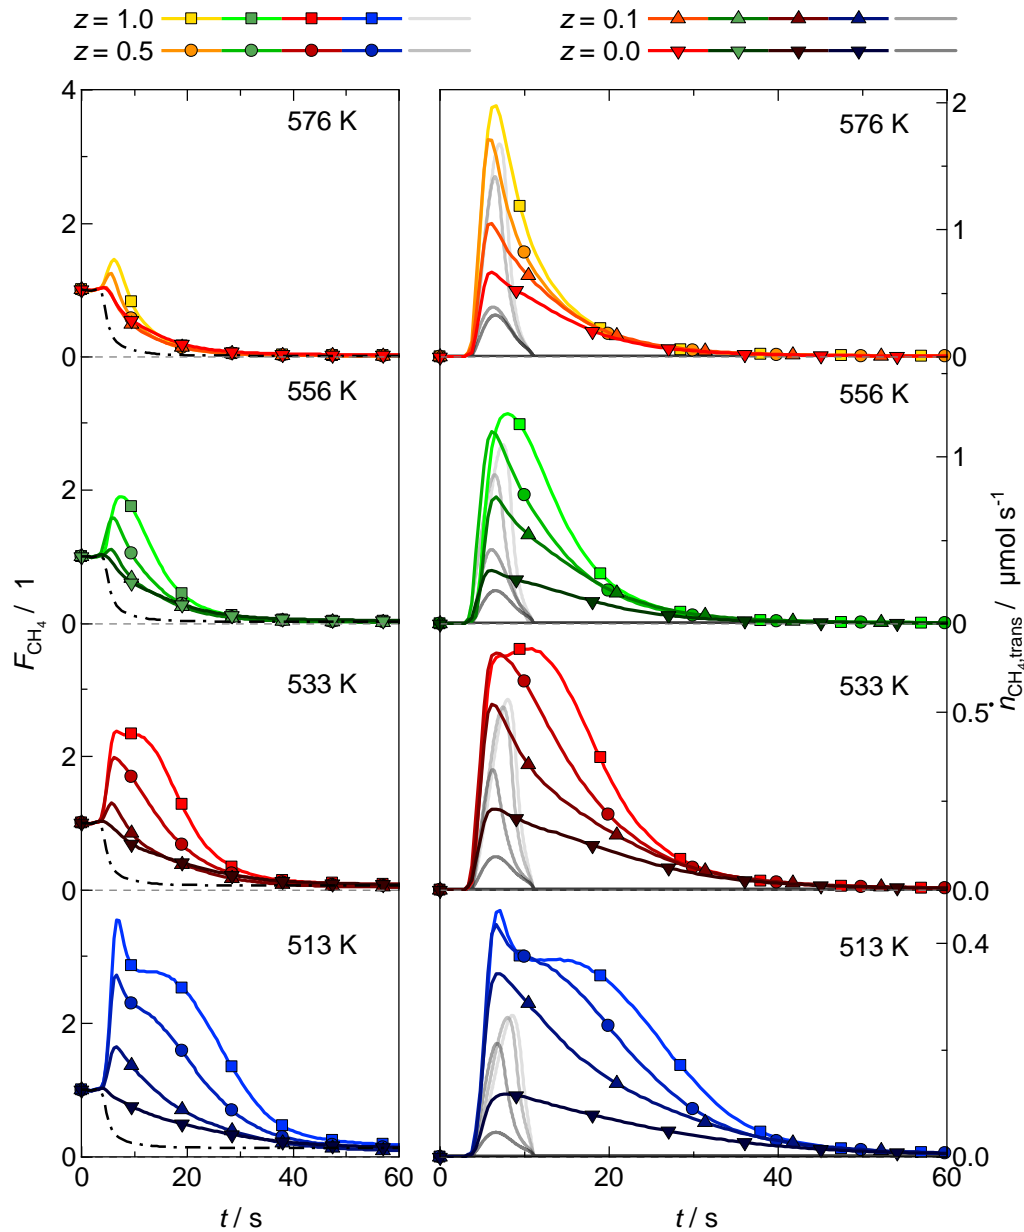 z = 1.0
z = 0.1
z = 0.5
z = 0.0
4
2
0
2
0
2
0
2
0
576 K
556 K
533 K
513 K
F_CH4 / 1
0 20 40 60
t / s
576 K
556 K
533 K
513 K
2
1
0
1
0
0.5
0.0
0.4
0.0
ṅ_CH4,trans / µmol s⁻¹
0 20 40 60
t / s